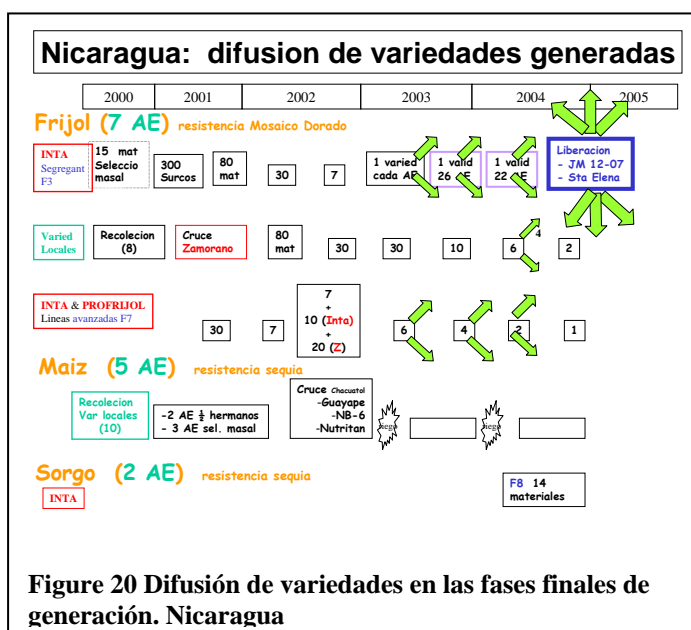 Nicaragua: difusion de variedades generadas
2000 2001 2002 2003 2004 2005
Frijol (7 AE) resistencia Mosaico Dorado
INTA
Segregant
F3
15 mat
Seleccio
masal
300
Surcos
80
mat
30
7
1 varied
cada AE
1 valid
26 AE
1 valid
22 AE
Liberacion
- JM 12-07
- Sta Elena
Varied
Locales
Recolecion
(8)
Cruce
Zamorano
80
mat
30
30
10
6
4
2
INTA & PROFRIJOL
Lineas avanzadas F7
30
7
7
+
10 (Inta)
+
20 (Z)
6
4
2
1
Maiz (5 AE) resistencia sequia
Recolecion
Var locales
(10)
-2 AE ½ hermanos
- 3 AE sel. masal
Cruce Chacuatol
-Guayape
-NB-6
-Nutritan
Sorgo (2 AE) resistencia sequia
INTA
F8 14
materiales
Figure 20 Difusión de variedades en las fases finales de
generación. Nicaragua